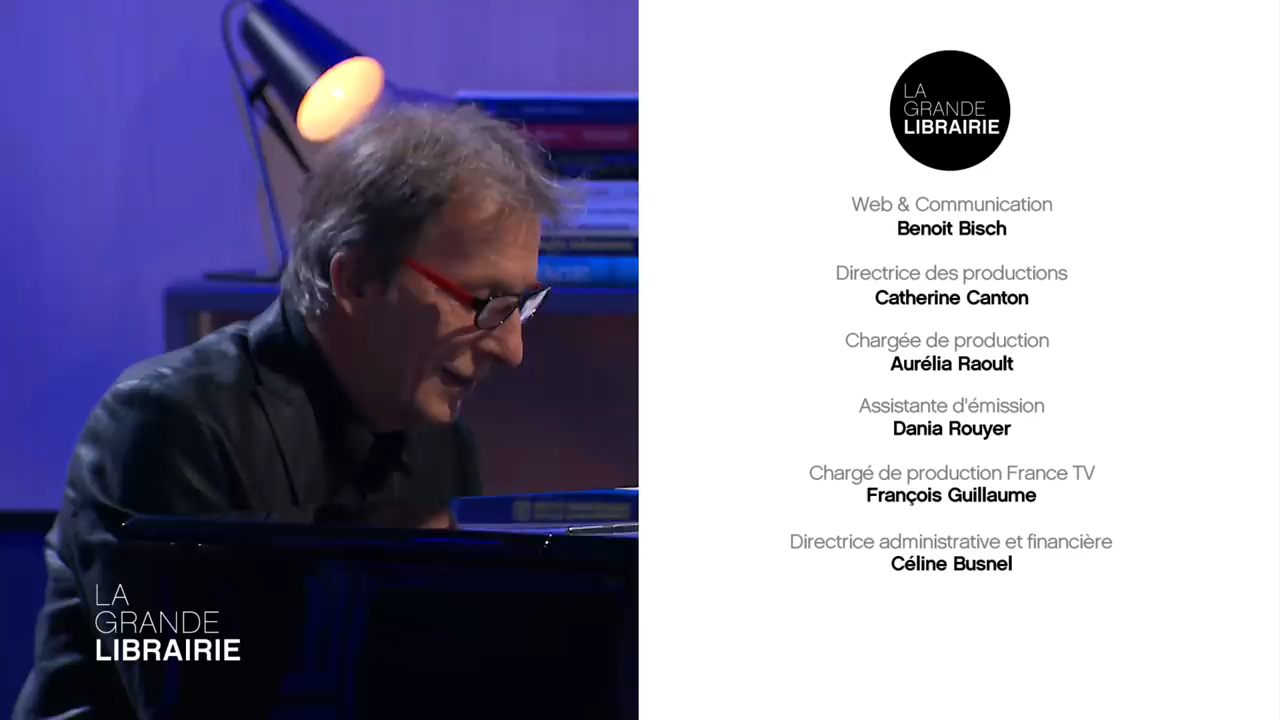 LA
GRANDE
LIBRAIRIE
LA
GRANDE
LIBRAIRIE
Web & Communication
Benoit Bisch
Directrice des productions
Catherine Canton
Chargée de production
Aurélia Raoult
Assistante d'émission
Dania Rouyer
Chargé de production France TV
François Guillaume
Directrice administrative et financière
Céline Busnel